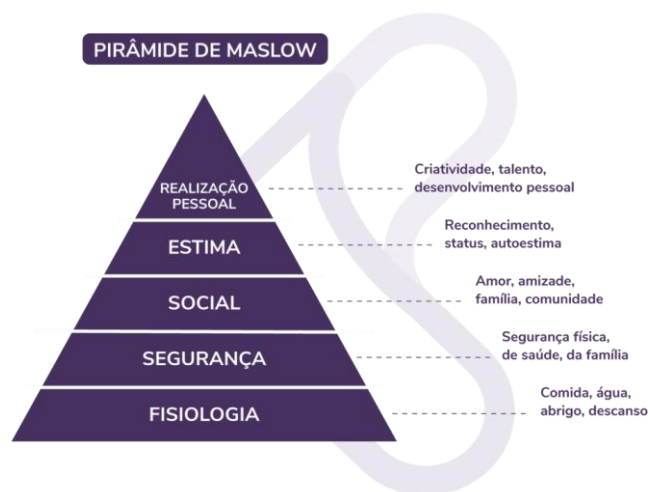 PIRÂMIDE DE MASLOW
REALIZAÇÃO
PESSOAL
Criatividade, talento,
desenvolvimento pessoal
ESTIMA
Reconhecimento,
status, autoestima
SOCIAL
Amor, amizade,
família, comunidade
SEGURANÇA
Segurança física,
de saúde, da família
FISIOLOGIA
Comida, água,
abrigo, descanso